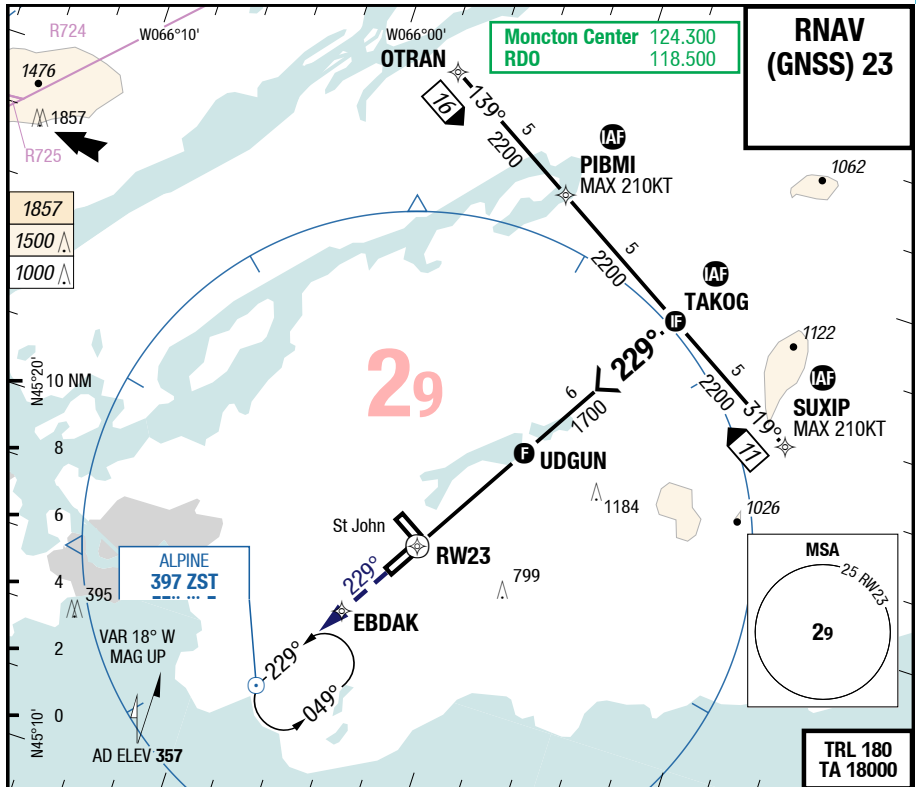 R724
W066°10'
W066°00'
Moncton Center 124.300
RDO 118.500
RNAV
(GNSS) 23
OTRAN
1476
1857
R725
16
139°
5
2200
IAF
PIBMI
MAX 210KT
1062
1857
1500
1000
5
2200
IAF
TAKOG
IF
1122
N45°20'
10 NM
29
229°
5
2200
IAF
SUXIP
MAX 210KT
319°
6
1700
11
8
F UDGUN
1184
1026
6
St John
RW23
MSA
25 RW23
29
ALPINE
397 ZST
4
395
229°
799
EBDAK
VAR 18° W
MAG UP
2
229°
049°
0
N45°10'
AD ELEV 357
TRL 180
TA 18000